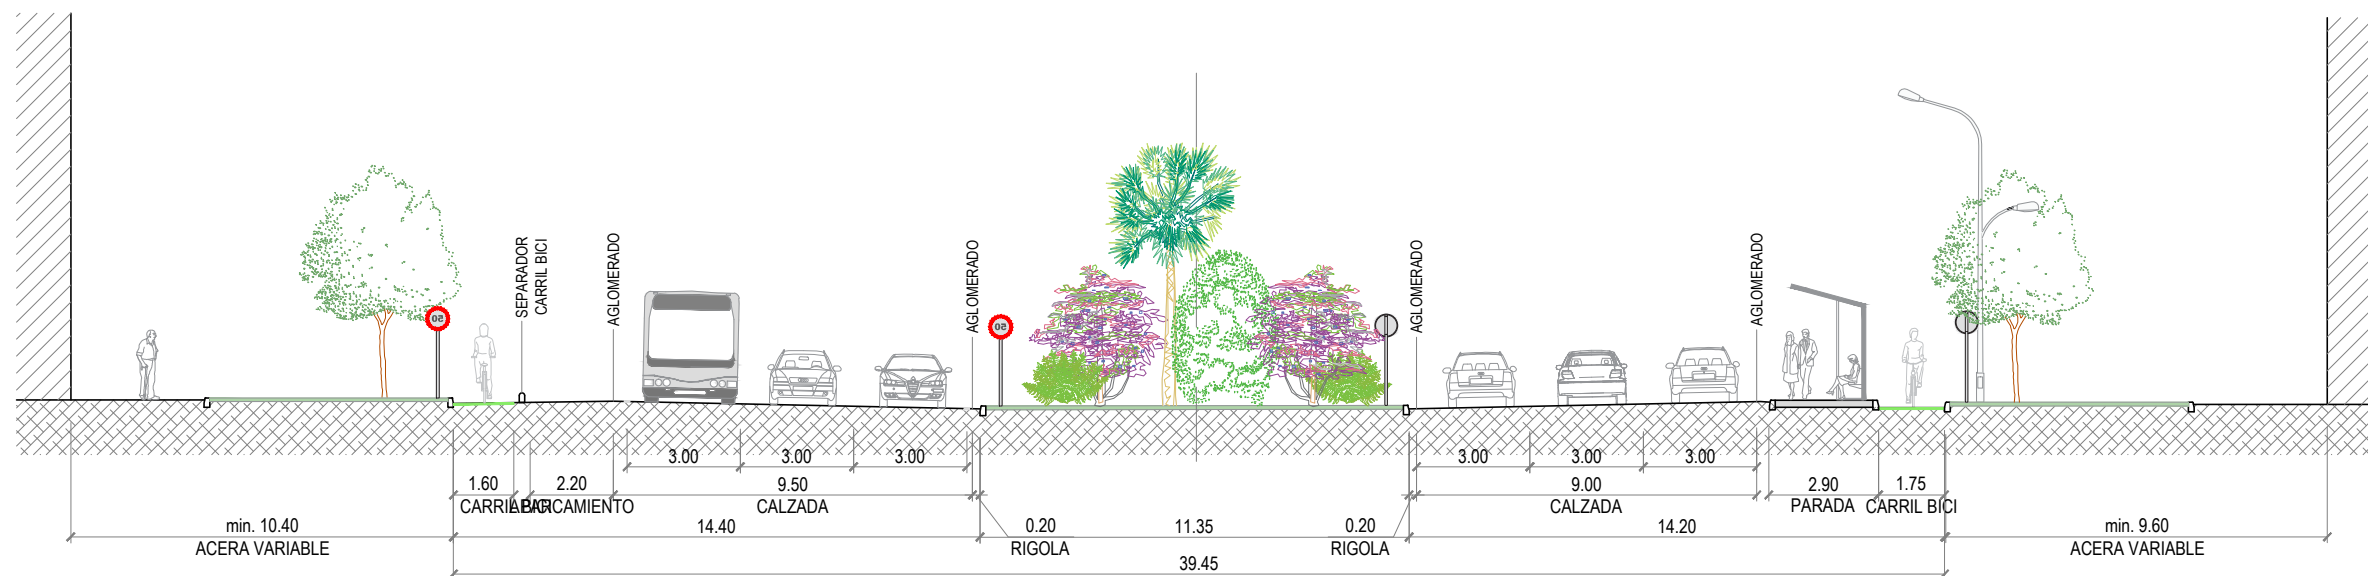 SEPARADOR
CARRIL BICI
AGLOMERADO
AGLOMERADO
AGLOMERADO
AGLOMERADO
50
50
3.00 3.00 3.00 3.00 3.00 3.00
1.60 2.20 9.50 9.00 2.90 1.75
CARRIL BICI APARCAMIENTO CALZADA CALZADA PARADA CARRIL BICI
min. 10.40 14.40 0.20 11.35 0.20 14.20 min. 9.60
ACERA VARIABLE RIGOLA RIGOLA ACERA VARIABLE
39.45